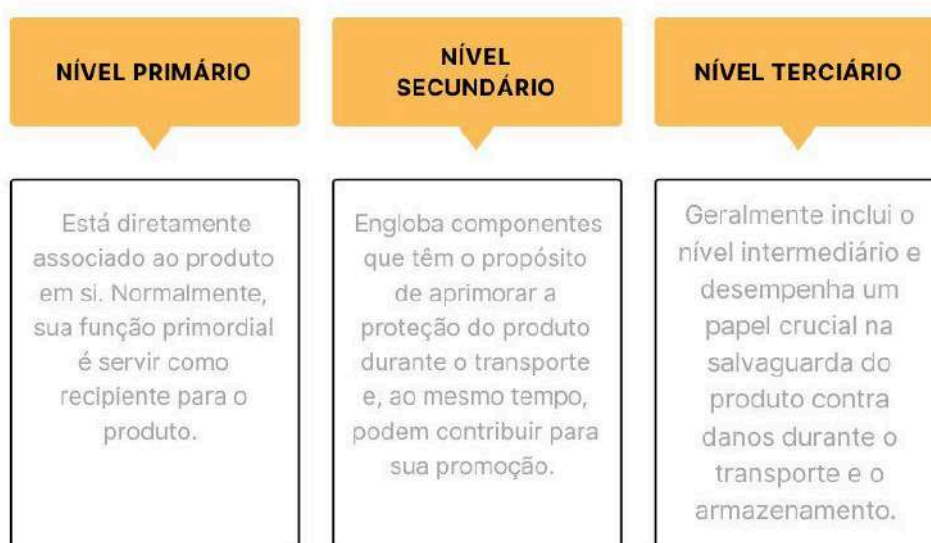 NÍVEL PRIMÁRIO
Está diretamente
associado ao produto
em si. Normalmente,
sua função primordial
é servir como
recipiente para o
produto.
NÍVEL
SECUNDÁRIO
Engloba componentes
que têm o propósito
de aprimorar a
proteção do produto
durante o transporte
e, ao mesmo tempo,
podem contribuir para
sua promoção.
NÍVEL TERCIÁRIO
Geralmente inclui o
nível intermediário e
desempenha um
papel crucial na
salvaguarda do
produto contra
danos durante o
transporte e o
armazenamento.